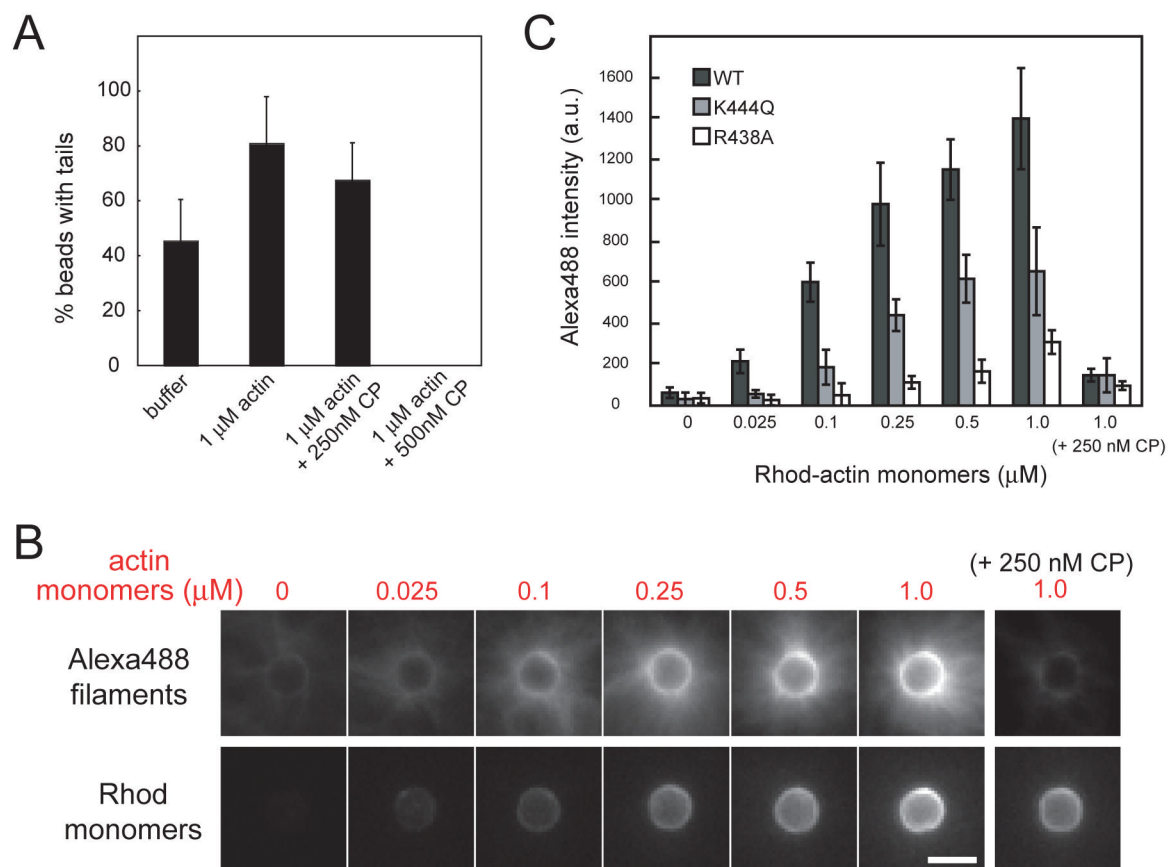 A
% beads with tails
100
80
60
40
20
0
buffer
1 μM actin
1 μM actin
+ 250nM CP
1 μM actin
+ 500nM CP
C
Alexa488 intensity (a.u.)
1600
1400
1200
1000
800
600
400
200
0
WT
K444Q
R438A
0 0.025 0.1 0.25 0.5 1.0 1.0
(+ 250 nM CP)
Rhod-actin monomers (μM)
B
actin
monomers (μM)
(+ 250 nM CP)
0 0.025 0.1 0.25 0.5 1.0 1.0
Alexa488
filaments
Rhod
monomers